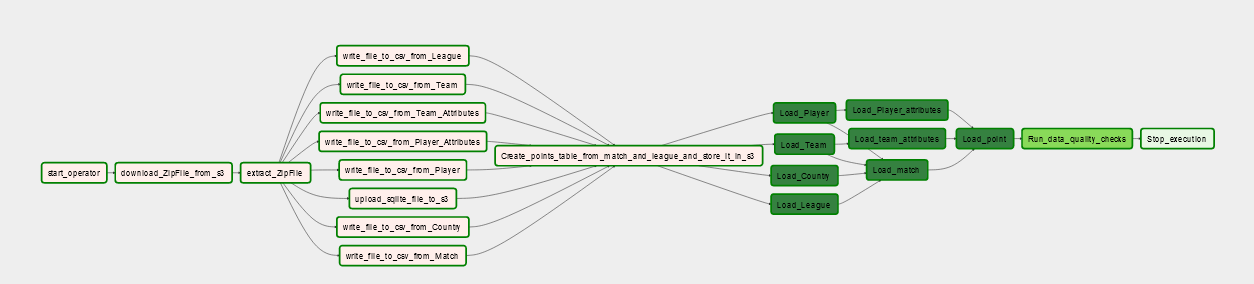 start_operator
download_ZipFile_from_s3
extract_ZipFile
write_file_to_csv_from_League
write_file_to_csv_from_Team
write_file_to_csv_from_Team_Attributes
write_file_to_csv_from_Player_Attributes
write_file_to_csv_from_Player
upload_sqlite_file_to_s3
write_file_to_csv_from_Country
write_file_to_csv_from_Match
Create_points_table_from_match_and_league_and_store_it_in_s3
Load_Player
Load_Team
Load_Country
Load_League
Load_Player_attributes
Load_team_attributes
Load_match
Load_point
Run_data_quality_checks
Stop_execution